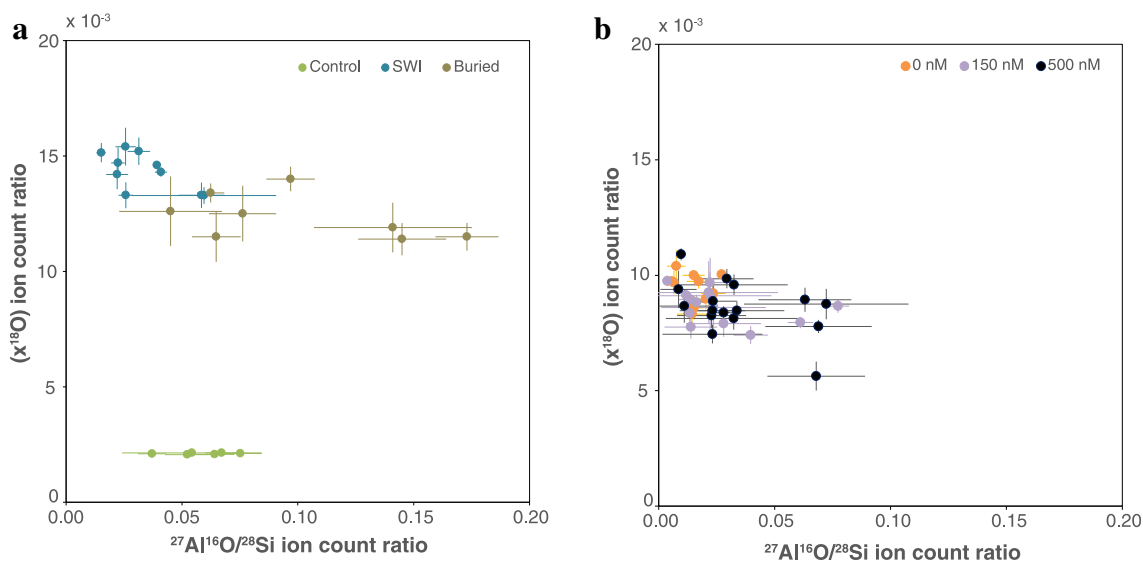 a
x 10⁻³
20
15
10
5
0
0.00 0.05 0.10 0.15 0.20
Control SWI Buried
(x¹⁸O) ion count ratio
²⁷Al¹⁶O/²⁸Si ion count ratio
b
x 10⁻³
20
15
10
5
0
0.00 0.05 0.10 0.15 0.20
0 nM 150 nM 500 nM
(x¹⁸O) ion count ratio
²⁷Al¹⁶O/²⁸Si ion count ratio